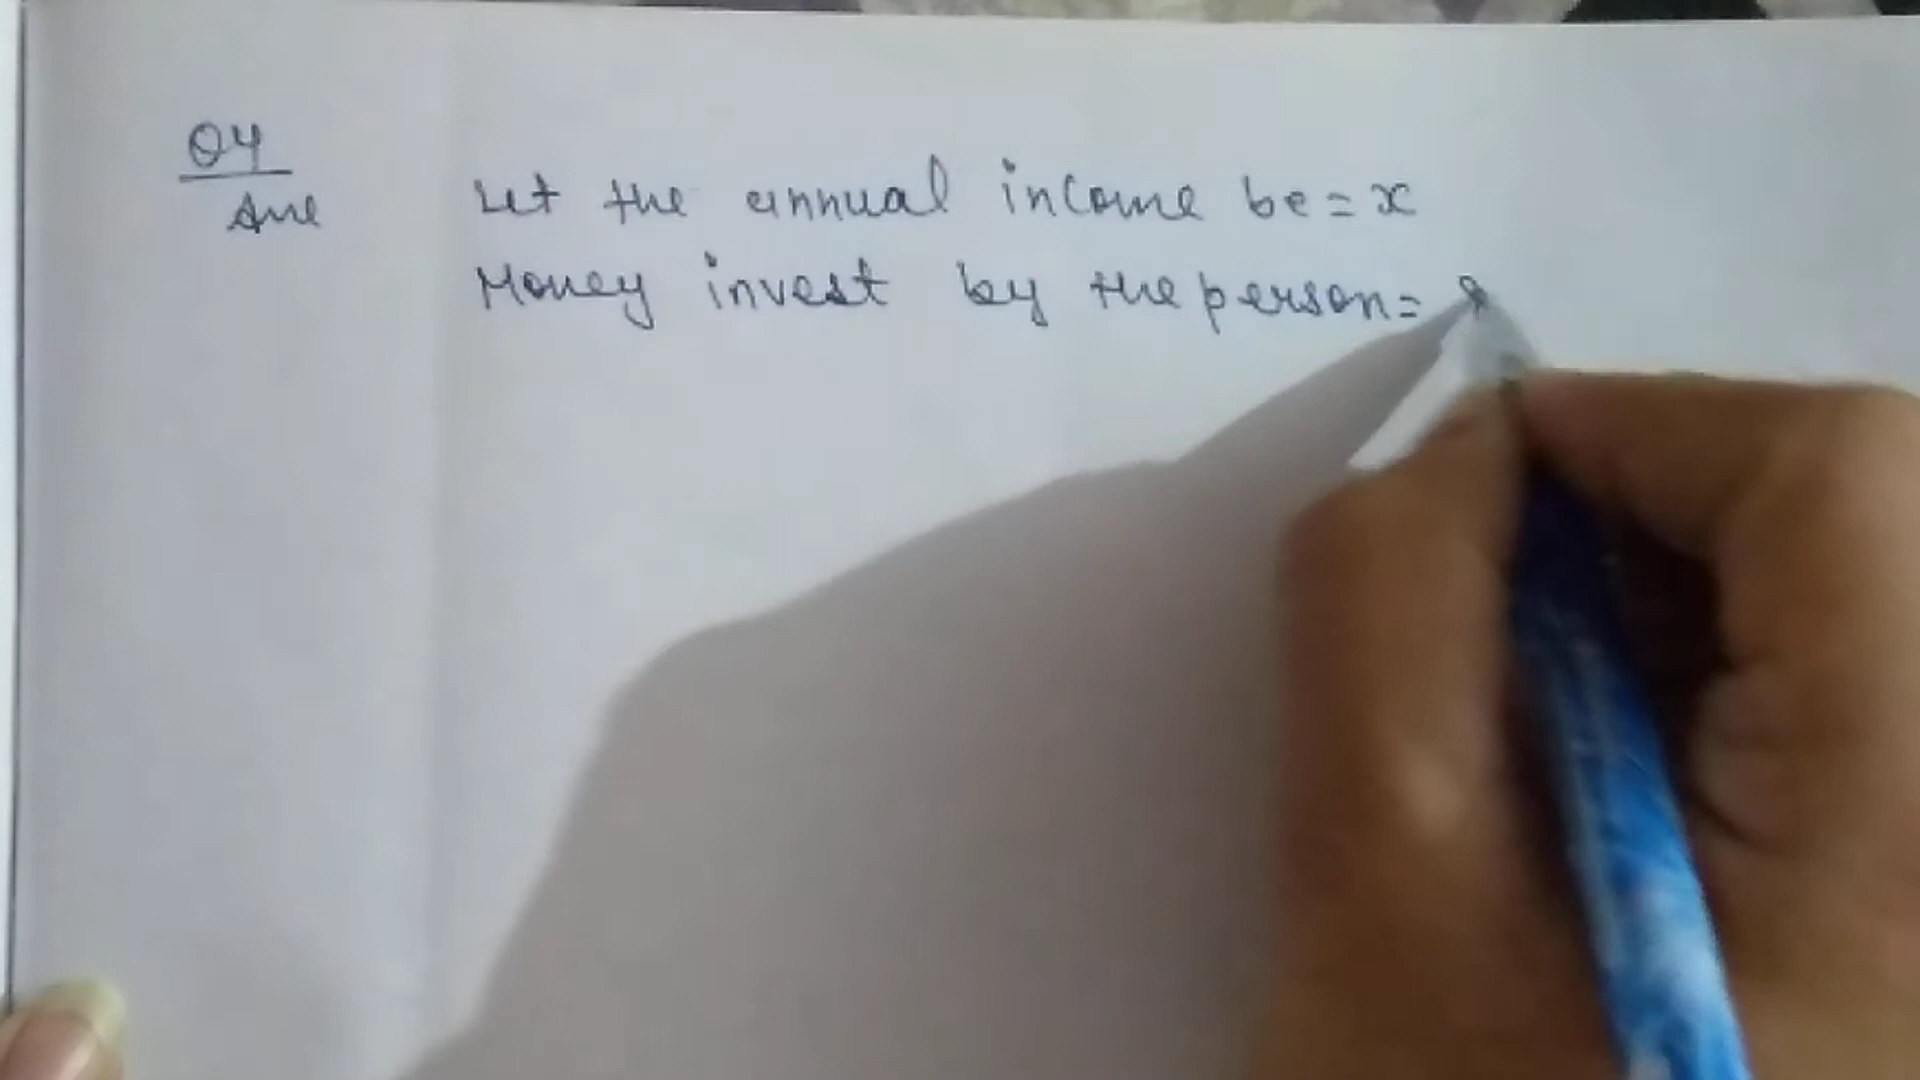 Q4
Ans
Let the annual income be = x
Money invest by the person =